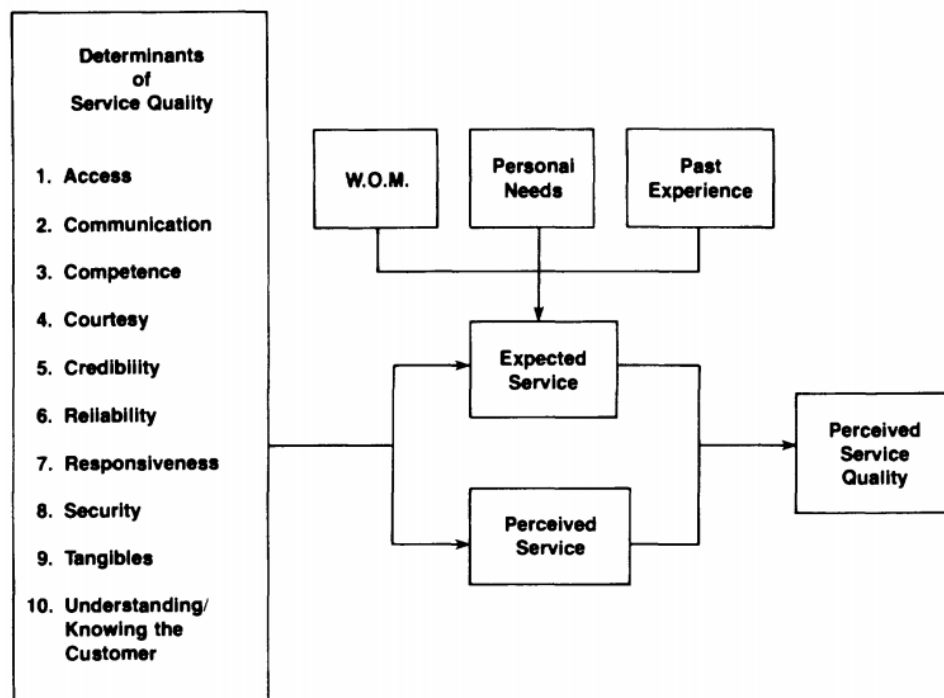 Determinants
of
Service Quality
1. Access
2. Communication
3. Competence
4. Courtesy
5. Credibility
6. Reliability
7. Responsiveness
8. Security
9. Tangibles
10. Understanding/
Knowing the
Customer
W.O.M.
Personal
Needs
Past
Experience
Expected
Service
Perceived
Service
Perceived
Service
Quality